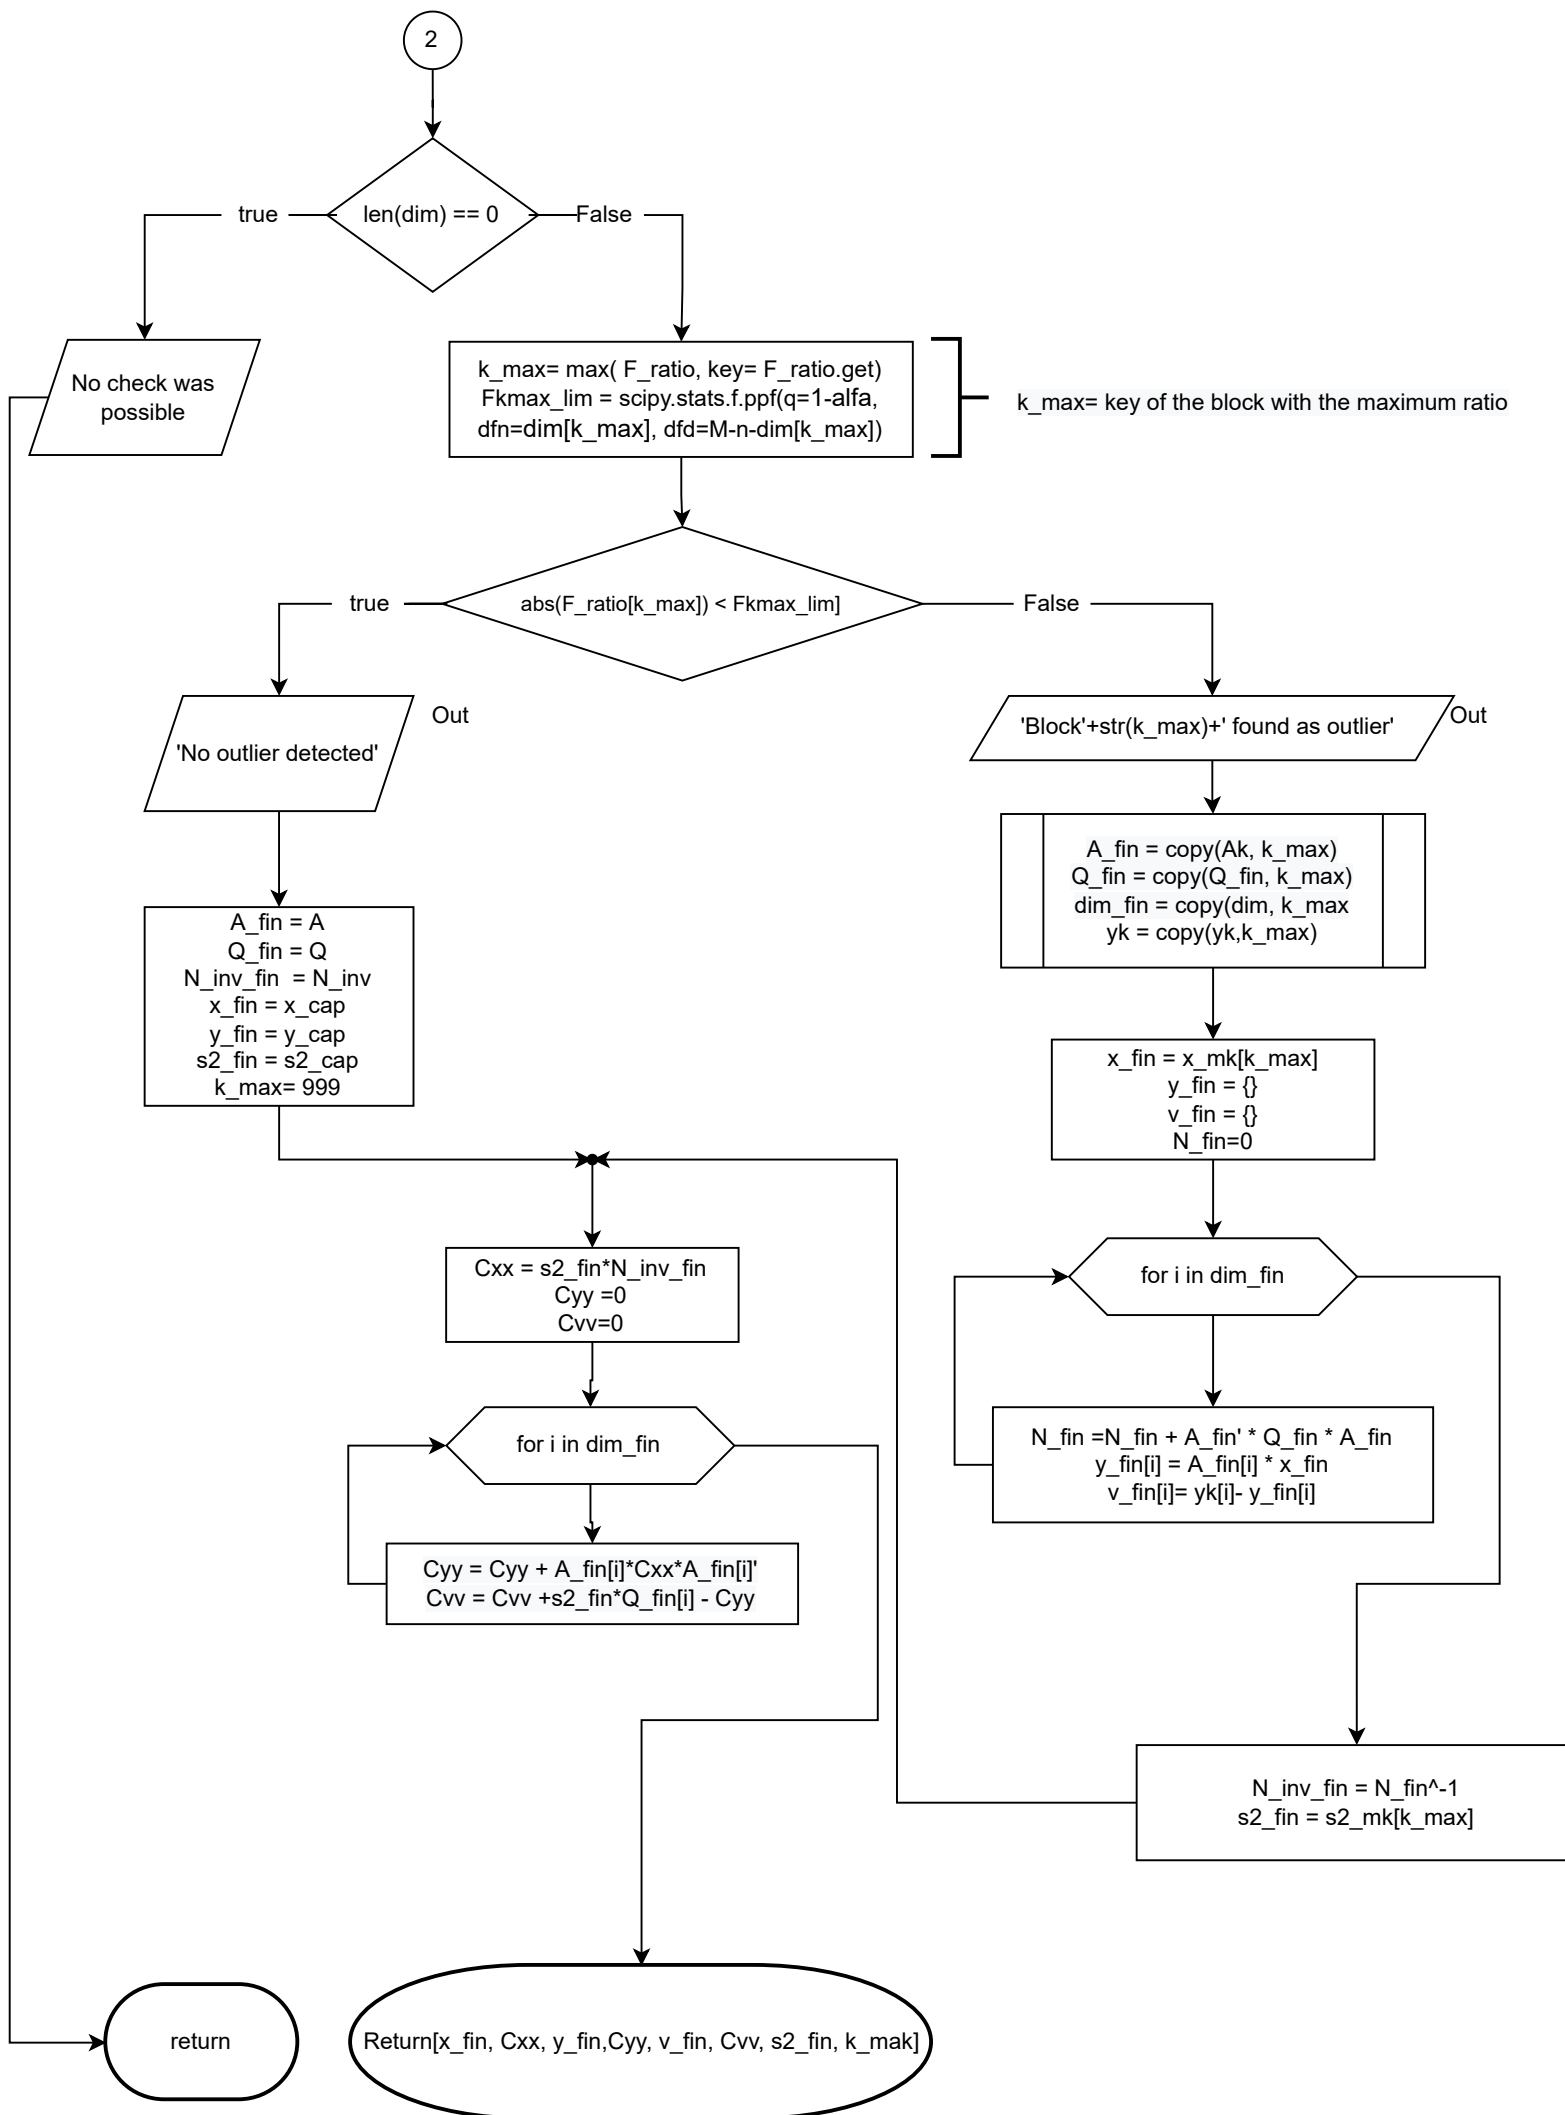 2
len(dim) == 0
true
False
No check was
possible
k_max= max( F_ratio, key= F_ratio.get)
Fkmax_lim = scipy.stats.f.ppf(q=1-alfa,
dfn=dim[k_max], dfd=M-n-dim[k_max])
k_max= key of the block with the maximum ratio
abs(F_ratio[k_max]) < Fkmax_lim]
true
False
'No outlier detected'
Out
'Block'+str(k_max)+' found as outlier'
Out
A_fin = A
Q_fin = Q
N_inv_fin  = N_inv
x_fin = x_cap
y_fin = y_cap
s2_fin = s2_cap
k_max= 999
A_fin = copy(Ak, k_max)
Q_fin = copy(Q_fin, k_max)
dim_fin = copy(dim, k_max
yk = copy(yk,k_max)
x_fin = x_mk[k_max]
y_fin = {}
v_fin = {}
N_fin=0
for i in dim_fin
N_fin =N_fin + A_fin' * Q_fin * A_fin
y_fin[i] = A_fin[i] * x_fin
v_fin[i]= yk[i]- y_fin[i]
N_inv_fin = N_fin^-1
s2_fin = s2_mk[k_max]
Cxx = s2_fin*N_inv_fin
Cyy =0
Cvv=0
for i in dim_fin
Cyy = Cyy + A_fin[i]*Cxx*A_fin[i]'
Cvv = Cvv +s2_fin*Q_fin[i] - Cyy
return
Return[x_fin, Cxx, y_fin,Cyy, v_fin, Cvv, s2_fin, k_mak]